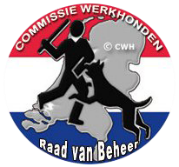 COMMISSIE WERKHONDEN
© CWH
Raad van Beheer